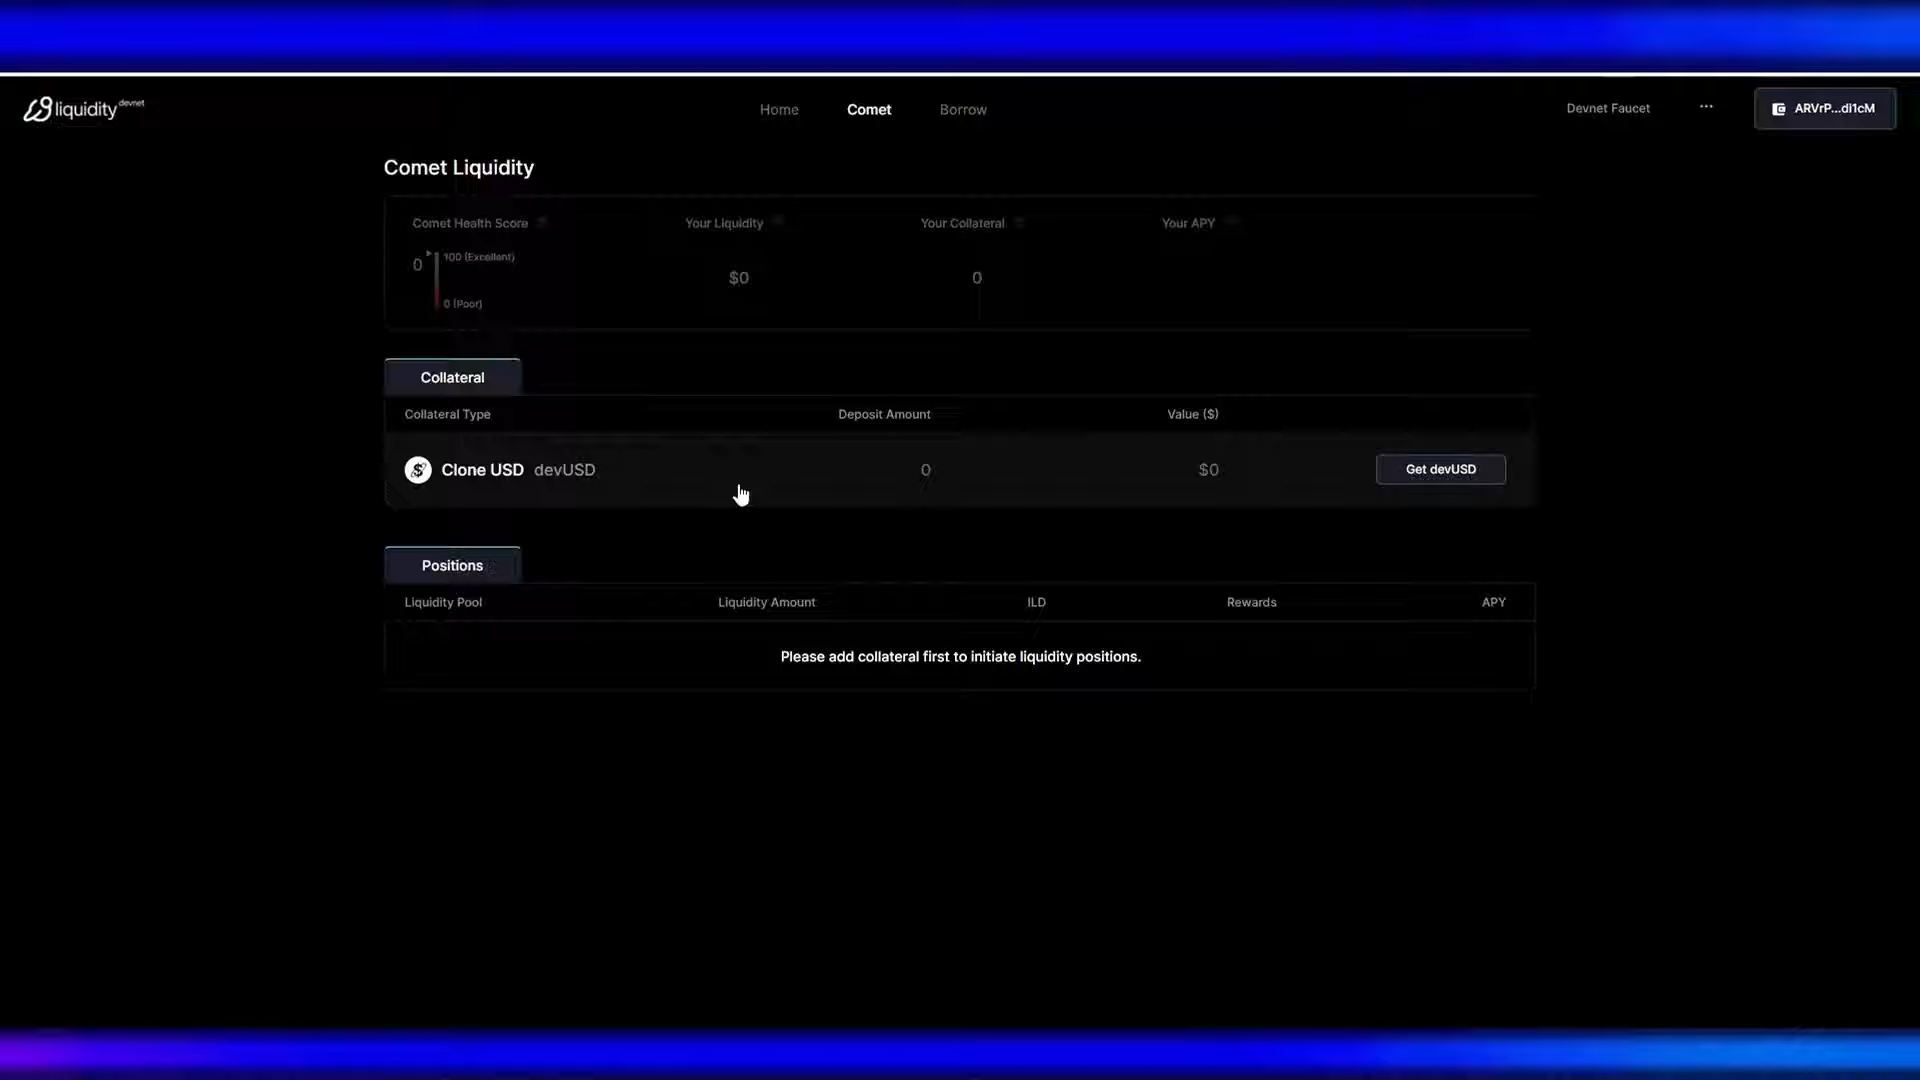 liquidity devnet
Home Comet Borrow
Devnet Faucet ... ARVrP...di1cM
Comet Liquidity
Comet Health Score Your Liquidity Your Collateral Your APY
0 100 (Excellent)
0 (Poor)
$0 0
Collateral
Collateral Type Deposit Amount Value ($)
Clone USD devUSD 0 $0 Get devUSD
Positions
Liquidity Pool Liquidity Amount ILD Rewards APY
Please add collateral first to initiate liquidity positions.